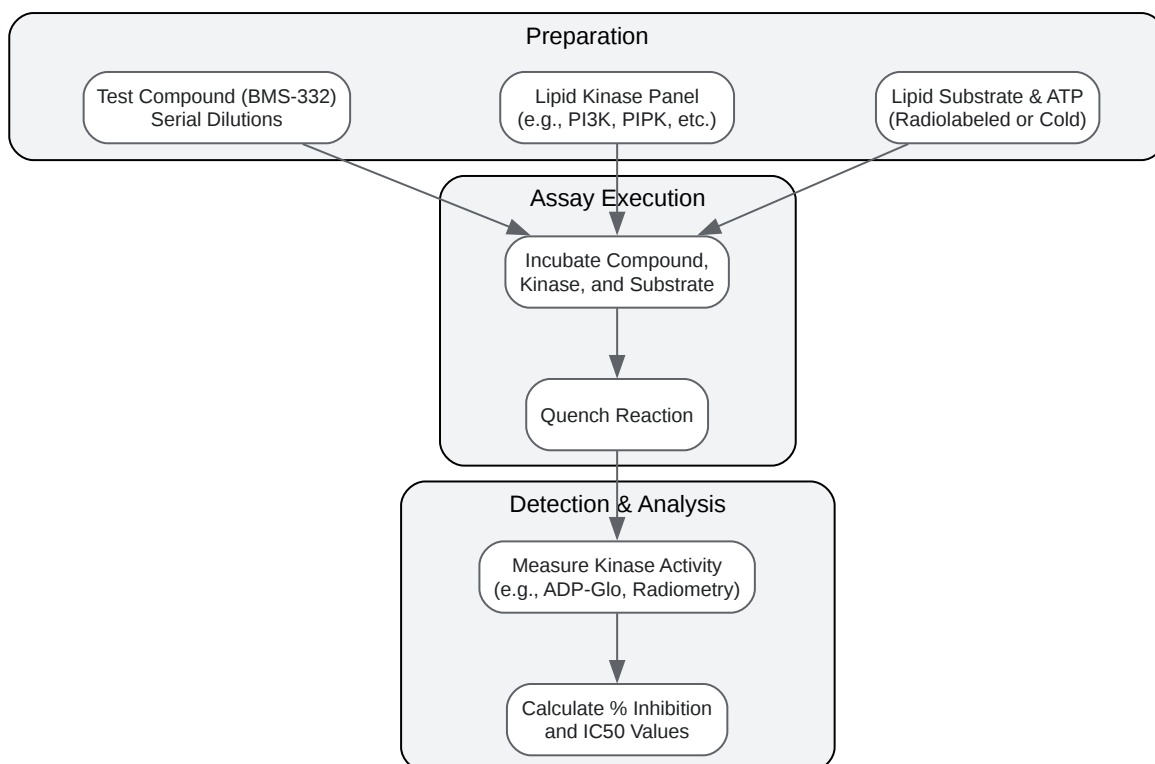 Preparation
Test Compound (BMS-332)
Serial Dilutions
Lipid Kinase Panel
(e.g., PI3K, PIPK, etc.)
Lipid Substrate & ATP
(Radiolabeled or Cold)
Assay Execution
Incubate Compound,
Kinase, and Substrate
Quench Reaction
Detection & Analysis
Measure Kinase Activity
(e.g., ADP-Glo, Radiometry)
Calculate % Inhibition
and IC50 Values